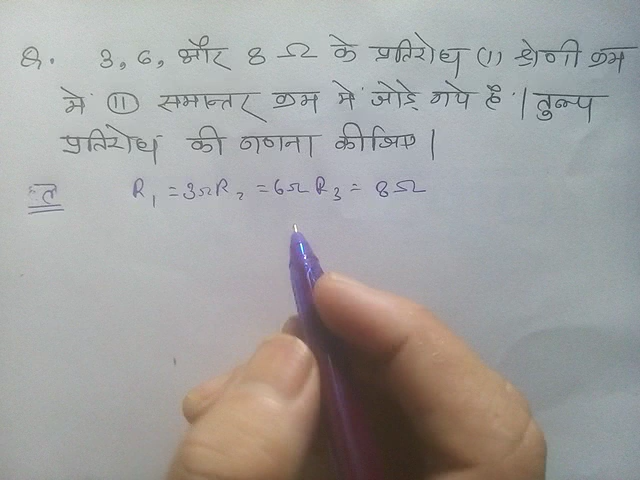 Q. 3, 6, और 8 Ω के प्रतिरोध (i) श्रेणी क्रम
में (ii) समान्तर क्रम में जोड़े गये है | तुल्य
प्रतिरोध की गणना कीजिए |
हल R₁ = 3Ω R₂ = 6Ω R₃ = 8Ω